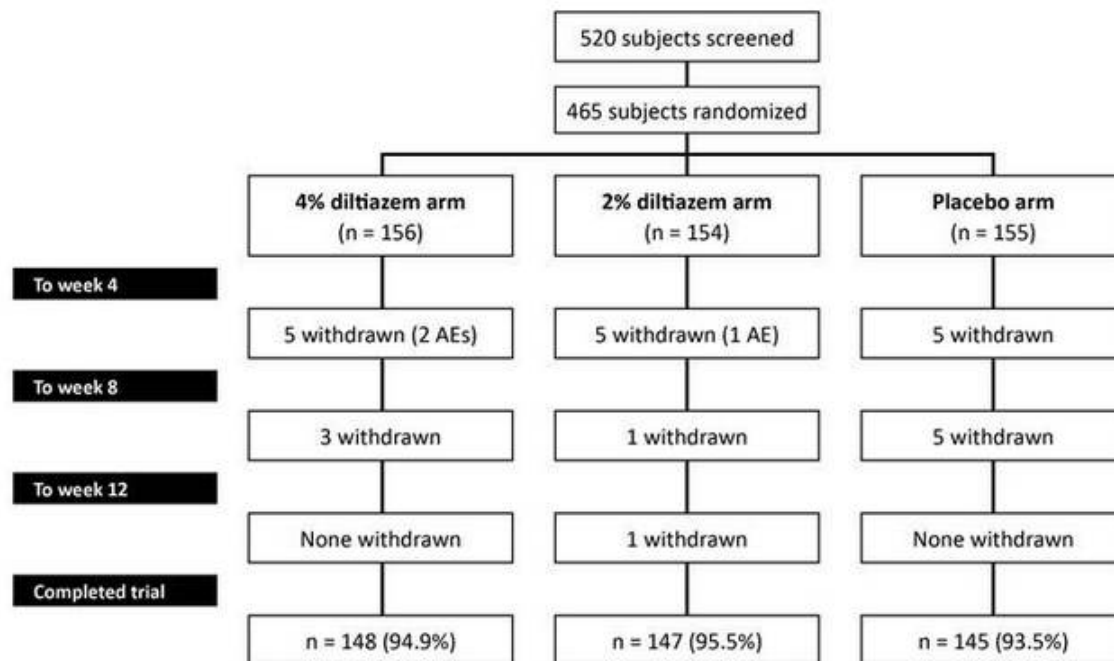 520 subjects screened
465 subjects randomized
4% diltiazem arm
(n = 156)
2% diltiazem arm
(n = 154)
Placebo arm
(n = 155)
To week 4
5 withdrawn (2 AEs)
5 withdrawn (1 AE)
5 withdrawn
To week 8
3 withdrawn
1 withdrawn
5 withdrawn
To week 12
None withdrawn
1 withdrawn
None withdrawn
Completed trial
n = 148 (94.9%)
n = 147 (95.5%)
n = 145 (93.5%)